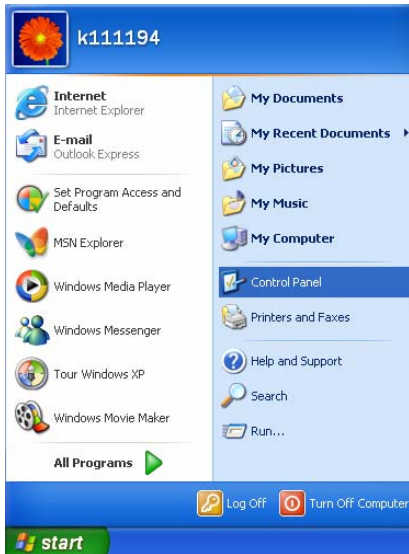 k111194
Internet
Internet Explorer
E-mail
Outlook Express
Set Program Access and
Defaults
MSN Explorer
Windows Media Player
Windows Messenger
Tour Windows XP
Windows Movie Maker
All Programs
My Documents
My Recent Documents
My Pictures
My Music
My Computer
Control Panel
Printers and Faxes
Help and Support
Search
Run...
Log Off
Turn Off Computer
start